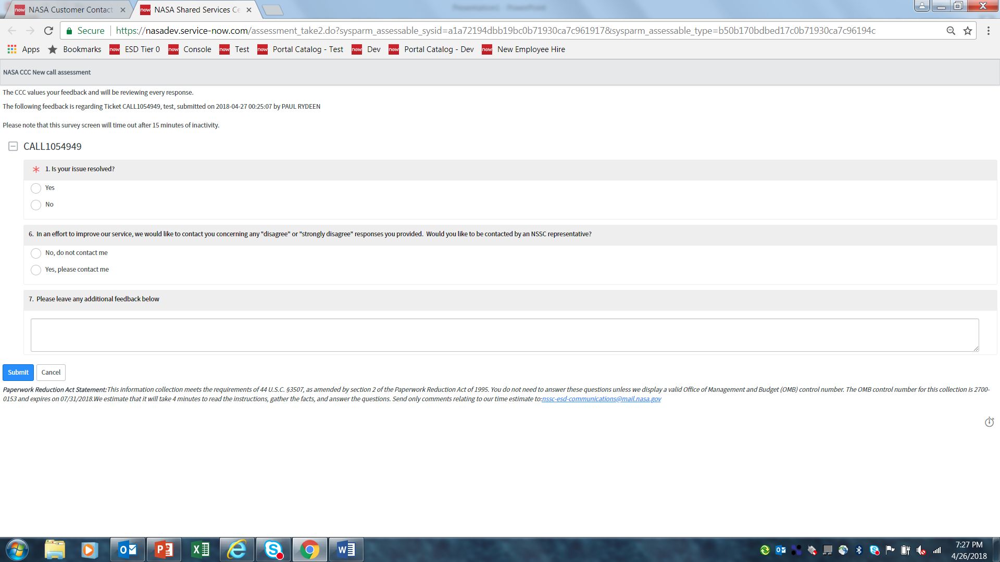 now NASA Customer Contact
now NASA Shared Services Ce
Presentation1 - PowerPoint
Secure https://nasadev.service-now.com/assessment_take2.do?sysparm_assessable_sysid=a1a72194dbb19bc0b71930ca7c961917&sysparm_assessable_type=b50b170bdbed17c0b71930ca7c96194c
Apps Bookmarks now ESD Tier 0 now Console now Test now Portal Catalog - Test now Dev now Portal Catalog - Dev now New Employee Hire
NASA CCC New call assessment
The CCC values your feedback and will be reviewing every response.
The following feedback is regarding Ticket CALL1054949, test, submitted on 2018-04-27 00:25:07 by PAUL RYDEEN
Please note that this survey screen will time out after 15 minutes of inactivity.
CALL1054949
1. Is your issue resolved?
Yes
No
6. In an effort to improve our service, we would like to contact you concerning any "disagree" or "strongly disagree" responses you provided. Would you like to be contacted by an NSSC representative?
No, do not contact me
Yes, please contact me
7. Please leave any additional feedback below
Submit Cancel
Paperwork Reduction Act Statement:This information collection meets the requirements of 44 U.S.C. §3507, as amended by section 2 of the Paperwork Reduction Act of 1995. You do not need to answer these questions unless we display a valid Office of Management and Budget (OMB) control number. The OMB control number for this collection is 2700-
0153 and expires on 07/31/2018.We estimate that it will take 4 minutes to read the instructions, gather the facts, and answer the questions. Send only comments relating to our time estimate to:nssc-esd-communications@mail.nasa.gov
7:27 PM
4/26/2018